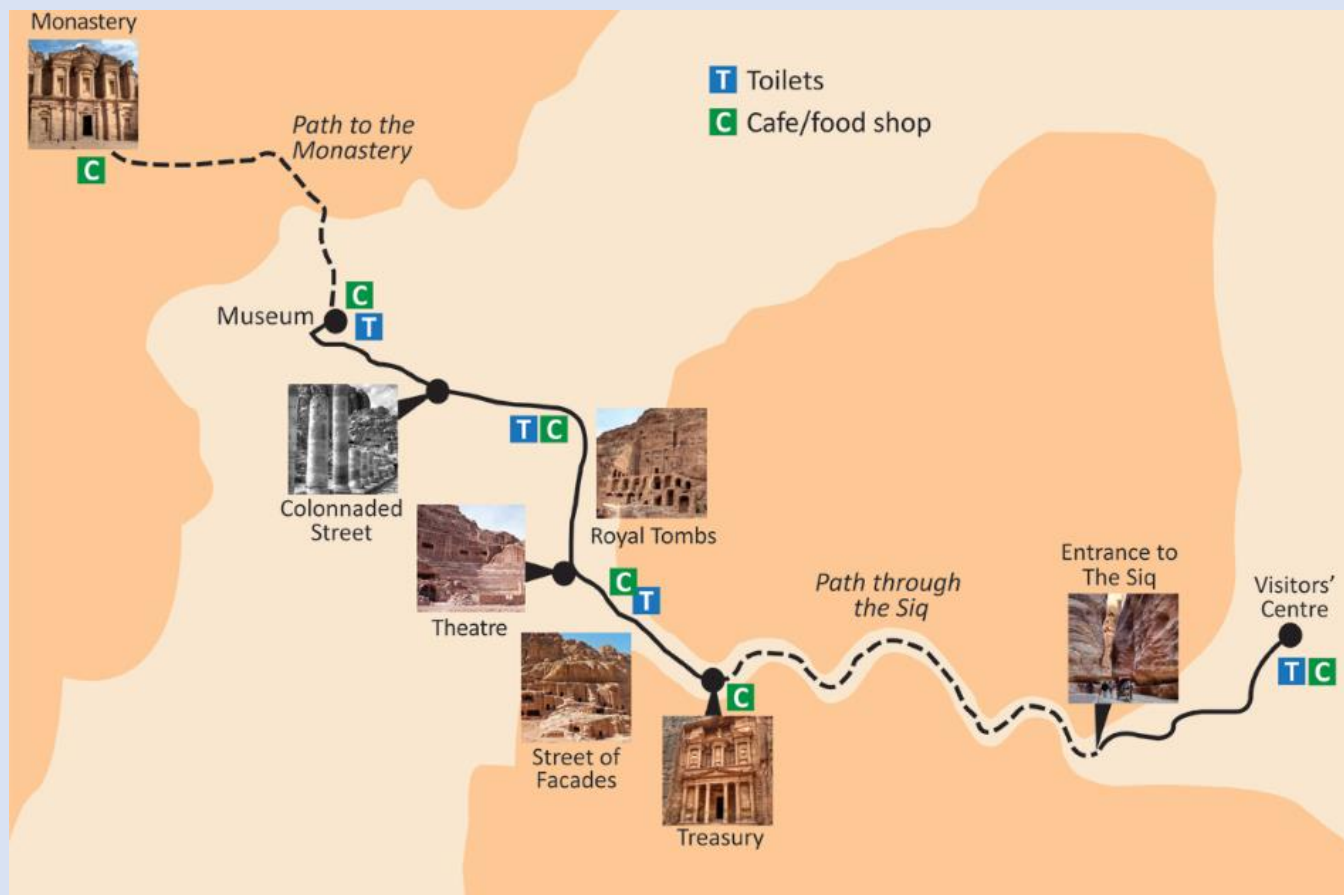 Monastery
Path to the
Monastery
C
T Toilets
C Cafe/food shop
C
Museum
T
T C
Colonnaded
Street
Royal Tombs
Theatre
C
T
Path through
the Siq
Entrance to
The Siq
Visitors'
Centre
T C
Street of
Facades
C
Treasury